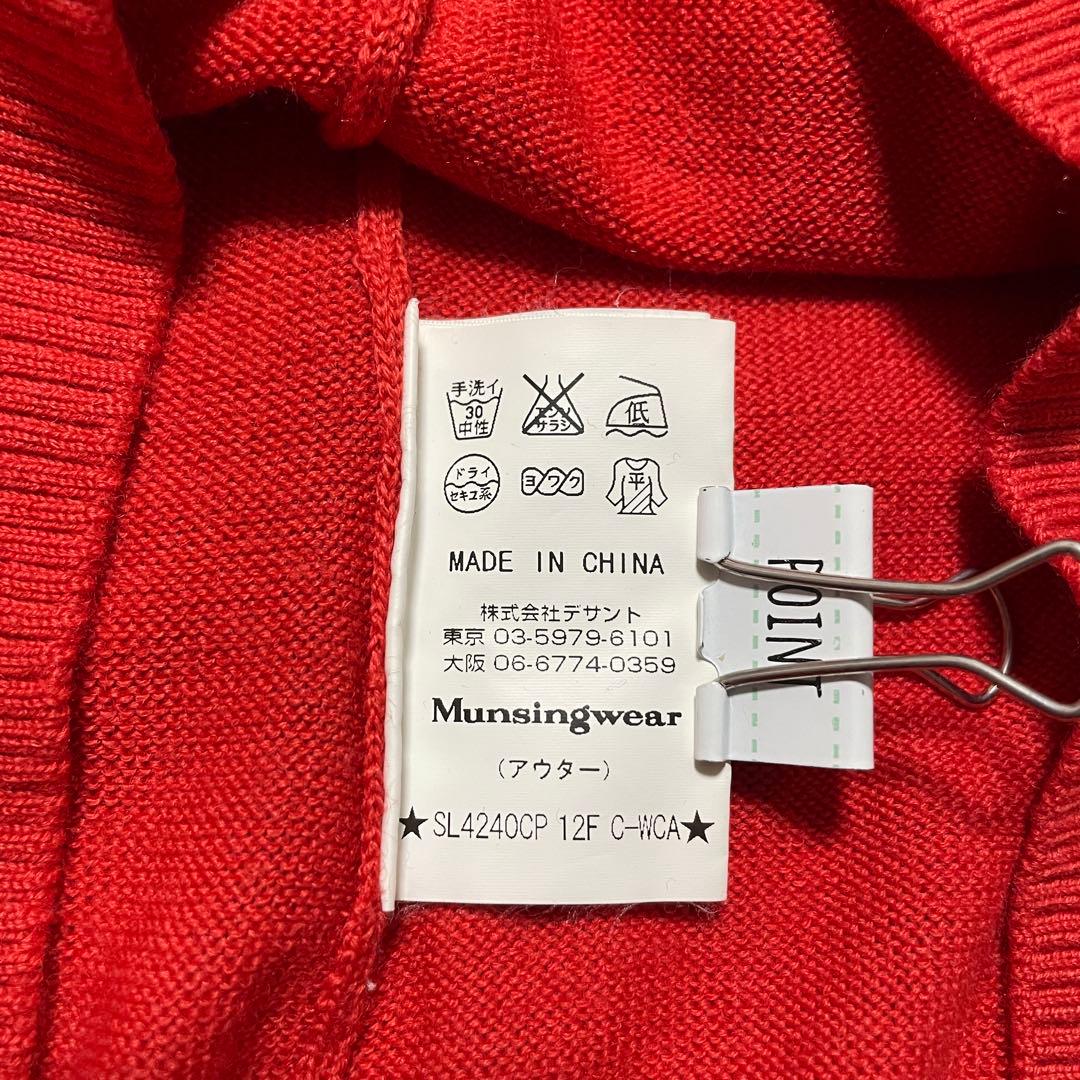 手洗イ
30
中性
エンソ
サラシ
低
ドライ
セキユ系
ヨワク
平
MADE IN CHINA
株式会社デサント
東京 03-5979-6101
大阪 06-6774-0359
Munsingwear
(アウター)
★SL4240CP 12F C-WCA★
POINT